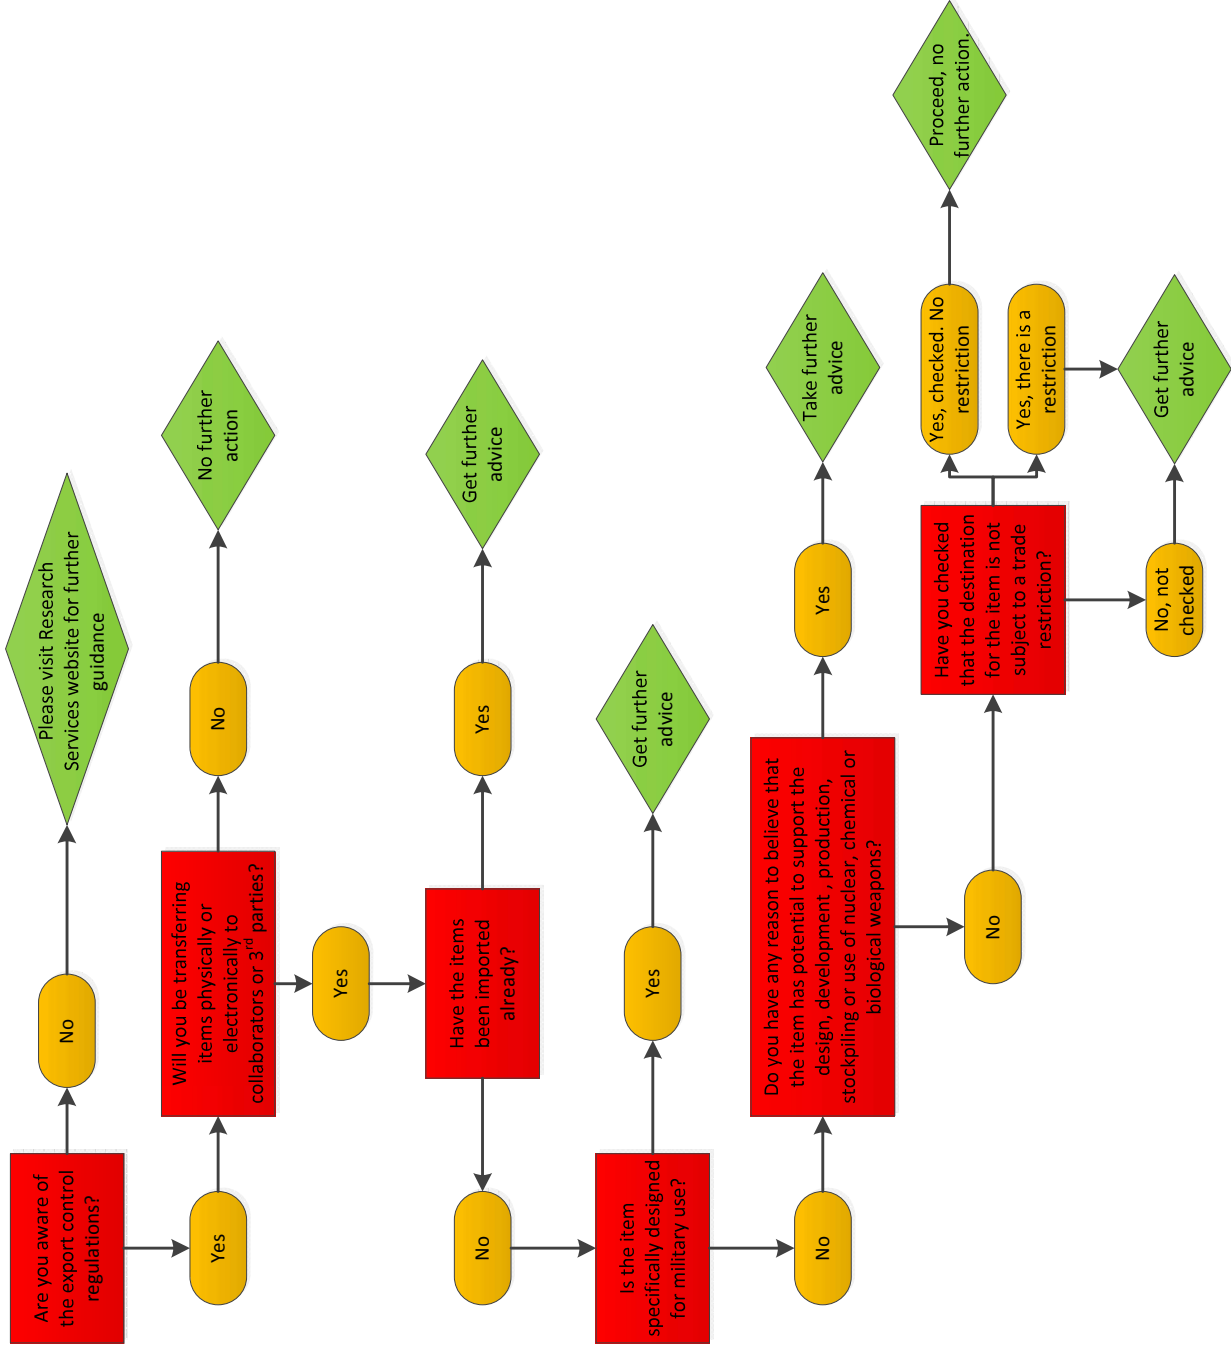 Are you aware of
the export control
regulations?
No
Please visit Research
Services website for further
guidance
Yes
Will you be transferring
items physically or
electronically to
collaborators or 3rd parties?
No
No further
action
Yes
Have the items
been imported
already?
Yes
Get further
advice
No
Is the item
specifically designed
for military use?
Yes
Get further
advice
No
Do you have any reason to believe that
the item has potential to support the
design, development , production,
stockpiling or use of nuclear, chemical or
biological weapons?
Yes
Take further
advice
No
Have you checked
that the destination
for the item is not
subject to a trade
restriction?
Yes, checked. No
restriction
Proceed, no
further action.
Yes, there is a
restriction
No, not
checked
Get further
advice